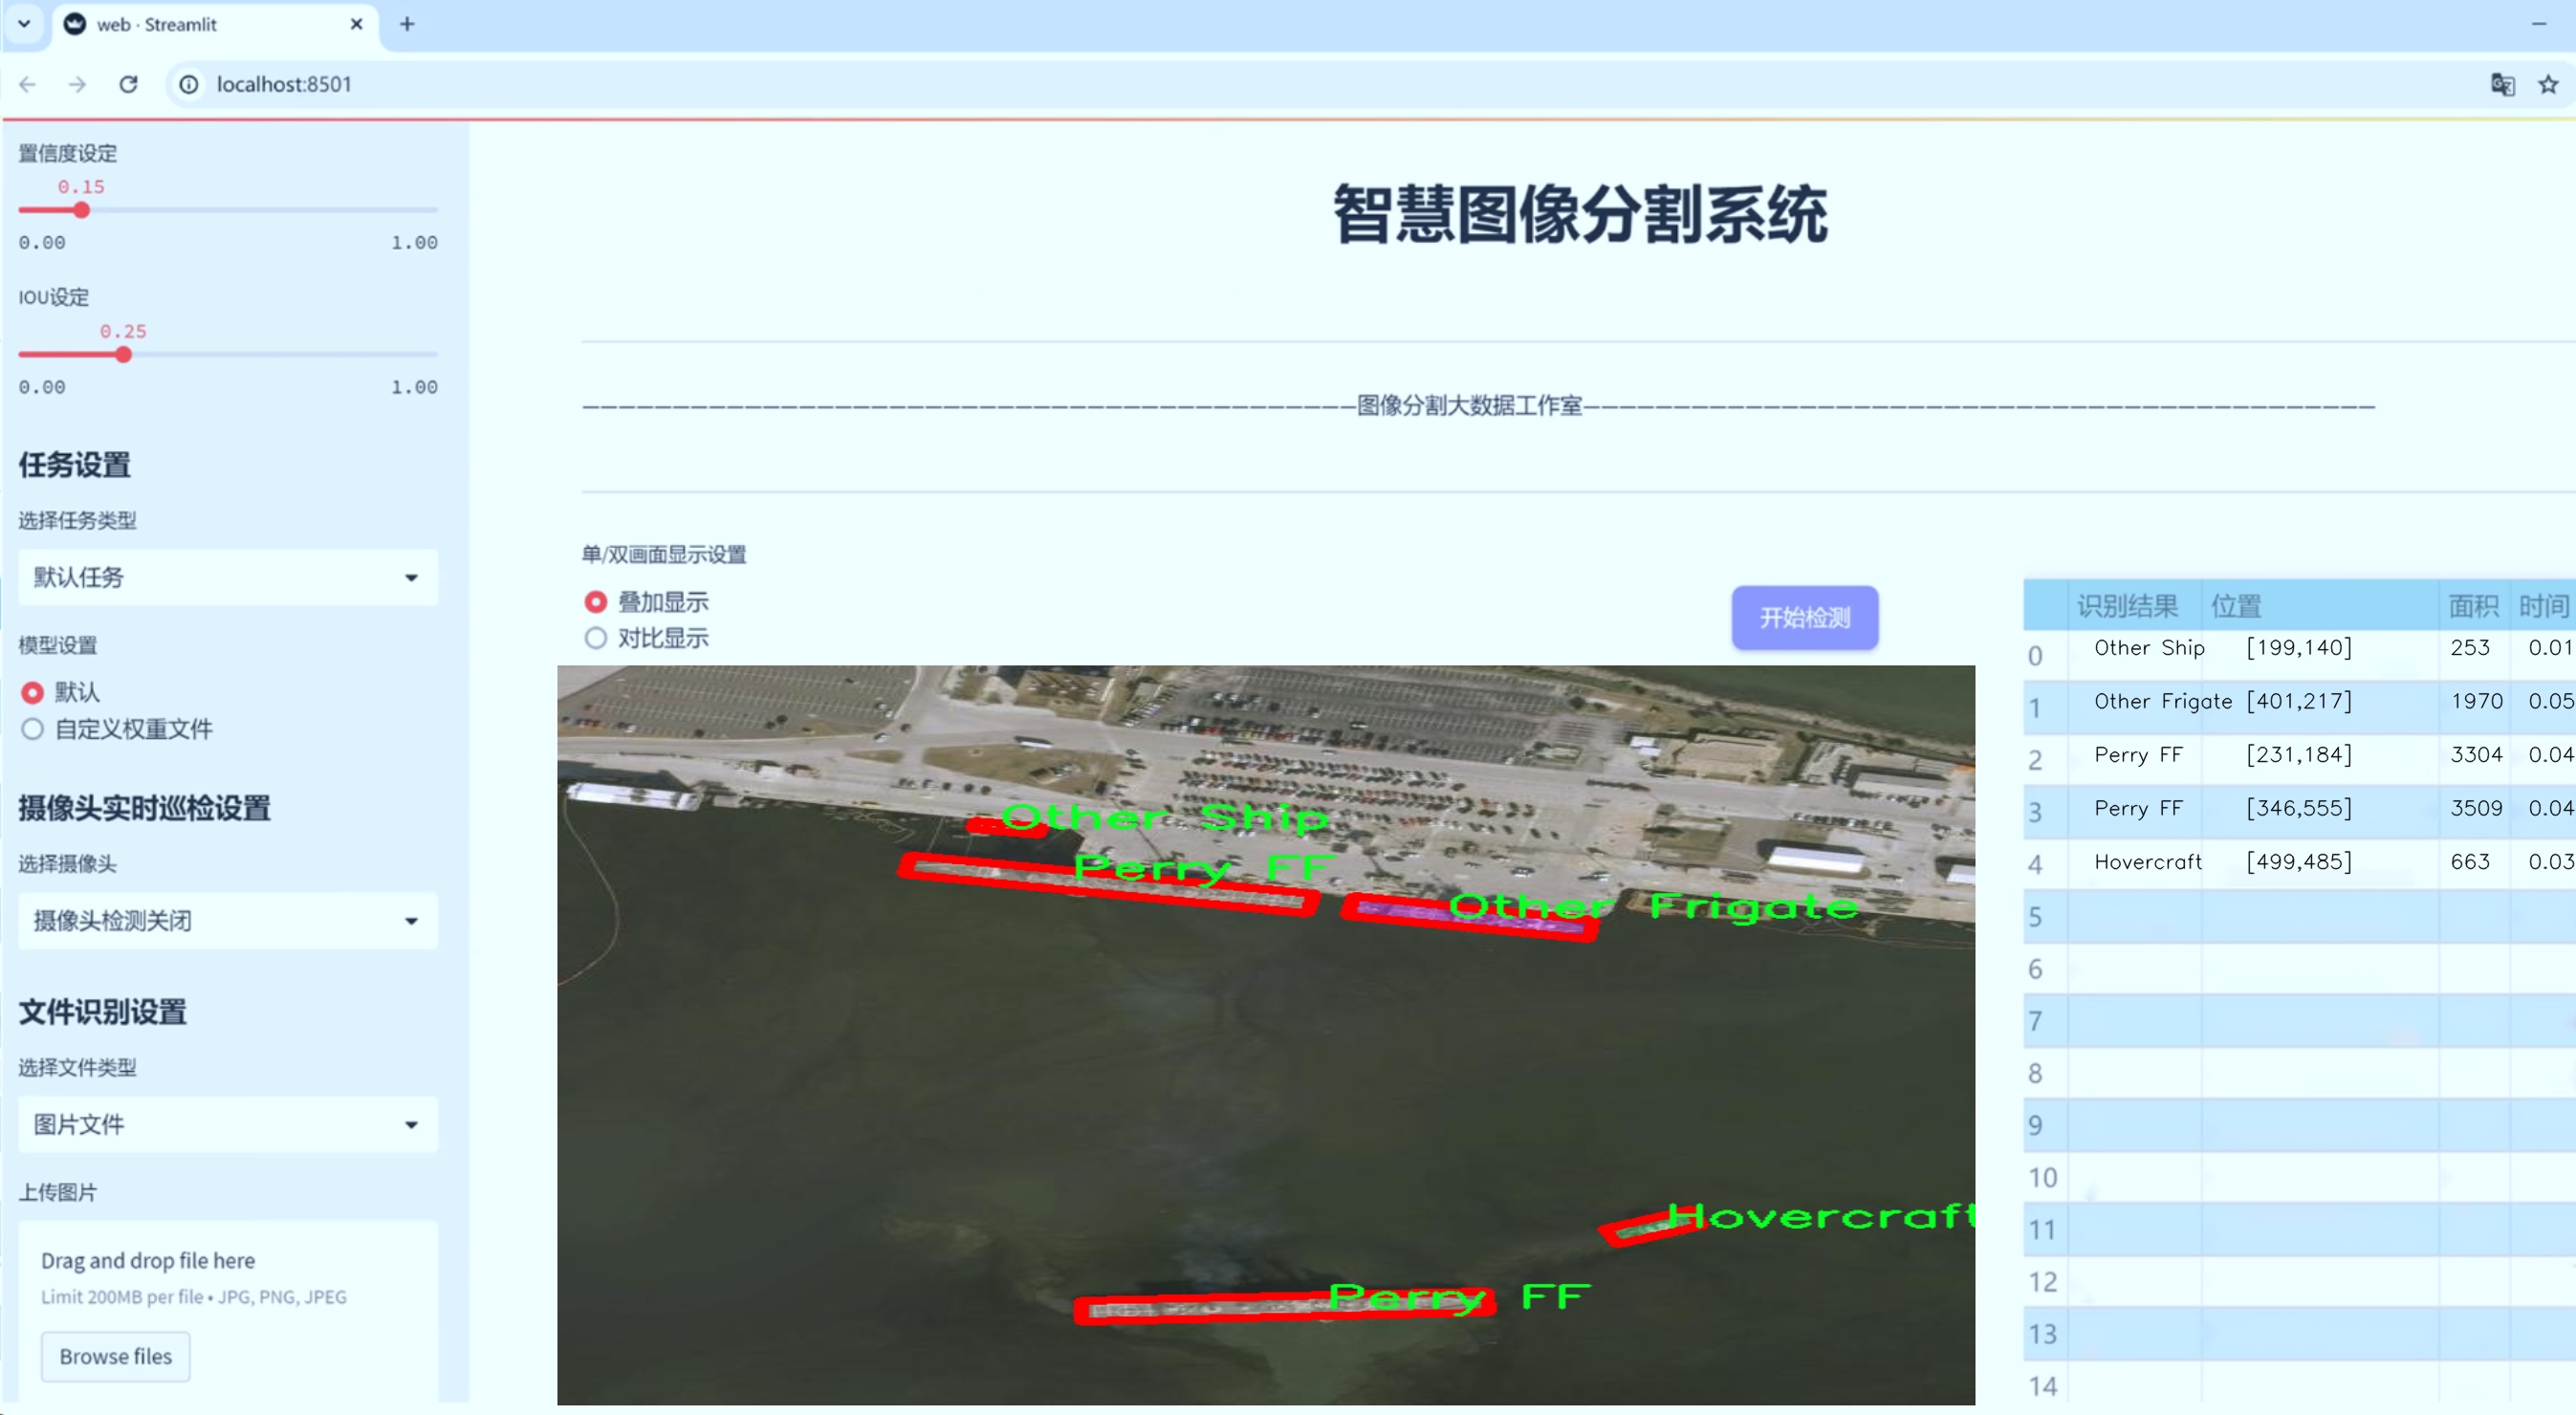 web · Streamlit
localhost:8501
置信度设定
0.15
0.00 1.00
IOU设定
0.25
0.00 1.00
任务设置
选择任务类型
默认任务
模型设置
默认
自定义权重文件
摄像头实时巡检设置
选择摄像头
摄像头检测关闭
文件识别设置
选择文件类型
图片文件
上传图片
Drag and drop file here
Limit 200MB per file • JPG, PNG, JPEG
Browse files
智慧图像分割系统
———————————————————————————————————————————图像分割大数据工作室————————————————————————————————————————————
单/双画面显示设置
叠加显示
对比显示
开始检测
Other Ship
Perry FF
Other Frigate
Hovercraft
Perry FF
识别结果 位置 面积 时间
0 Other Ship [199,140] 253 0.01
1 Other Frigate [401,217] 1970 0.05
2 Perry FF [231,184] 3304 0.04
3 Perry FF [346,555] 3509 0.04
4 Hovercraft [499,485] 663 0.03
5
6
7
8
9
10
11
12
13
14